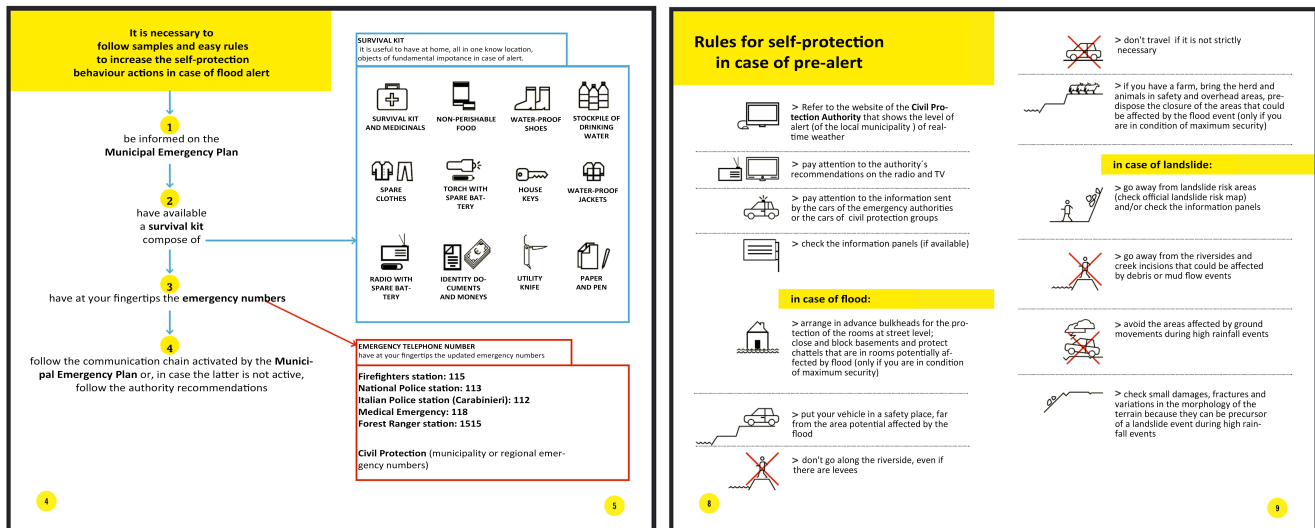 It is necessary to
follow samples and easy rules
to increase the self-protection
behaviour actions in case of flood alert
1
be informed on the
Municipal Emergency Plan
2
have available
a survival kit
compose of
3
have at your fingertips the emergency numbers
4
follow the communication chain activated by the Munici-
pal Emergency Plan or, in case the latter is not active,
follow the authority recommendations
4
SURVIVAL KIT
it is useful to have at home, all in one know location,
objects of fundamental impotance in case of alert.
SURVIVAL KIT
AND MEDICINALS
NON-PERISHABLE
FOOD
WATER-PROOF
SHOES
STOCKPILE OF
DRINKING
WATER
SPARE
CLOTHES
TORCH WITH
SPARE BAT-
TERY
HOUSE
KEYS
WATER-PROOF
JACKETS
RADIO WITH
SPARE BAT-
TERY
IDENTITY DO-
CUMENTS
AND MONEYS
UTILITY
KNIFE
PAPER
AND PEN
EMERGENCY TELEPHONE NUMBER
have at your fingertips the updated emergency numbers
Firefighters station: 115
National Police station: 113
Italian Police station (Carabinieri): 112
Medical Emergency: 118
Forest Ranger station: 1515
Civil Protection (municipality or regional emer-
gency numbers)
5
Rules for self-protection
in case of pre-alert
> Refer to the website of the Civil Pro-
tection Authority that shows the level of
alert (of the local municipality ) of real-
time weather
> pay attention to the authority´s
recommendations on the radio and TV
> pay attention to the information sent
by the cars of the emergency authorities
or the cars of civil protection groups
> check the information panels (if available)
in case of flood:
> arrange in advance bulkheads for the pro-
tection of the rooms at street level;
close and block basements and protect
chattels that are in rooms potentially af-
fected by flood (only if you are in condition
of maximum security)
> put your vehicle in a safety place, far
from the area potential affected by the
flood
> don't go along the riverside, even if
there are levees
8
> don't travel if it is not strictly
necessary
> if you have a farm, bring the herd and
animals in safety and overhead areas, pre-
dispose the closure of the areas that could
be affected by the flood event (only if you
are in condition of maximum security)
in case of landslide:
> go away from landslide risk areas
(check official landslide risk map)
and/or check the information panels
> go away from the riversides and
creek incisions that could be affected
by debris or mud flow events
> avoid the areas affected by ground
movements during high rainfall events
> check small damages, fractures and
variations in the morphology of the
terrain because they can be precursor
of a landslide event during high rain-
fall events
9